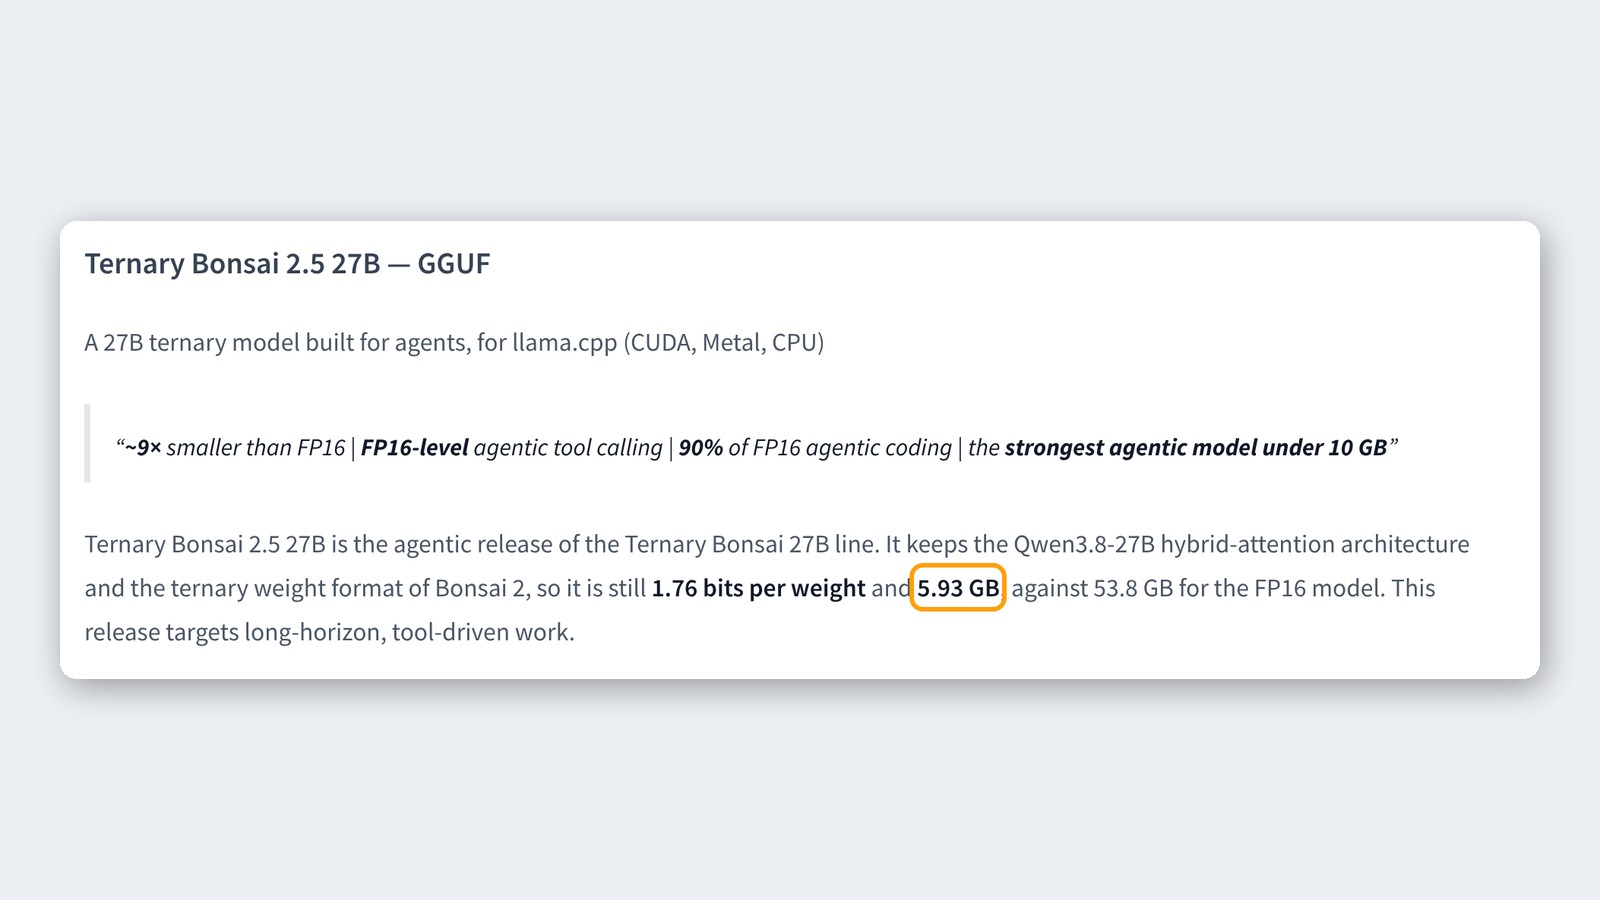 Ternary Bonsai 2.5 27B — GGUF
A 27B ternary model built for agents, for llama.cpp (CUDA, Metal, CPU)
“~9× smaller than FP16 | FP16-level agentic tool calling | 90% of FP16 agentic coding | the strongest agentic model under 10 GB”
Ternary Bonsai 2.5 27B is the agentic release of the Ternary Bonsai 27B line. It keeps the Qwen3.8-27B hybrid-attention architecture
and the ternary weight format of Bonsai 2, so it is still 1.76 bits per weight and 5.93 GB, against 53.8 GB for the FP16 model. This
release targets long-horizon, tool-driven work.